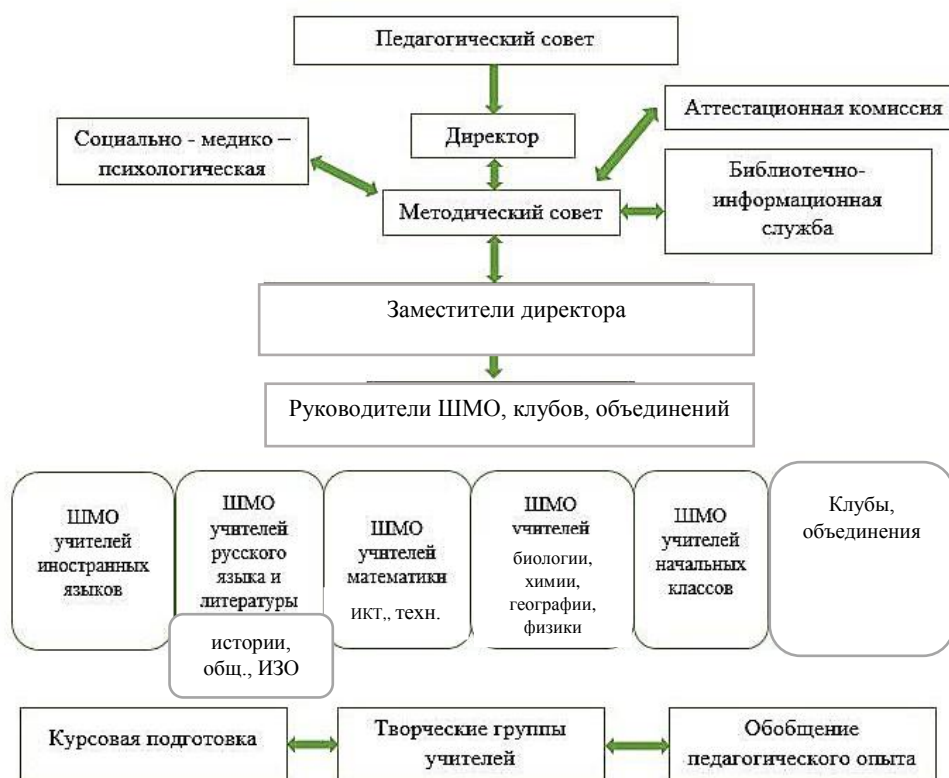 Педагогический совет
Аттестационная комиссия
Социально - медико –
психологическая
Директор
Библиотечно-
информационная
служба
Методический совет
Заместители директора
Руководители ШМО, клубов, объединений
ШМО
учителей
иностранных
языков
ШМО
учителей
русского
языка и
литературы
истории,
общ., ИЗО
ШМО
учителей
математики
ИКТ,, техн.
ШМО
учителей
биологии,
химии,
географии,
физики
ШМО
учителей
начальных
классов
Клубы,
объединения
Курсовая подготовка
Творческие группы
учителей
Обобщение
педагогического опыта